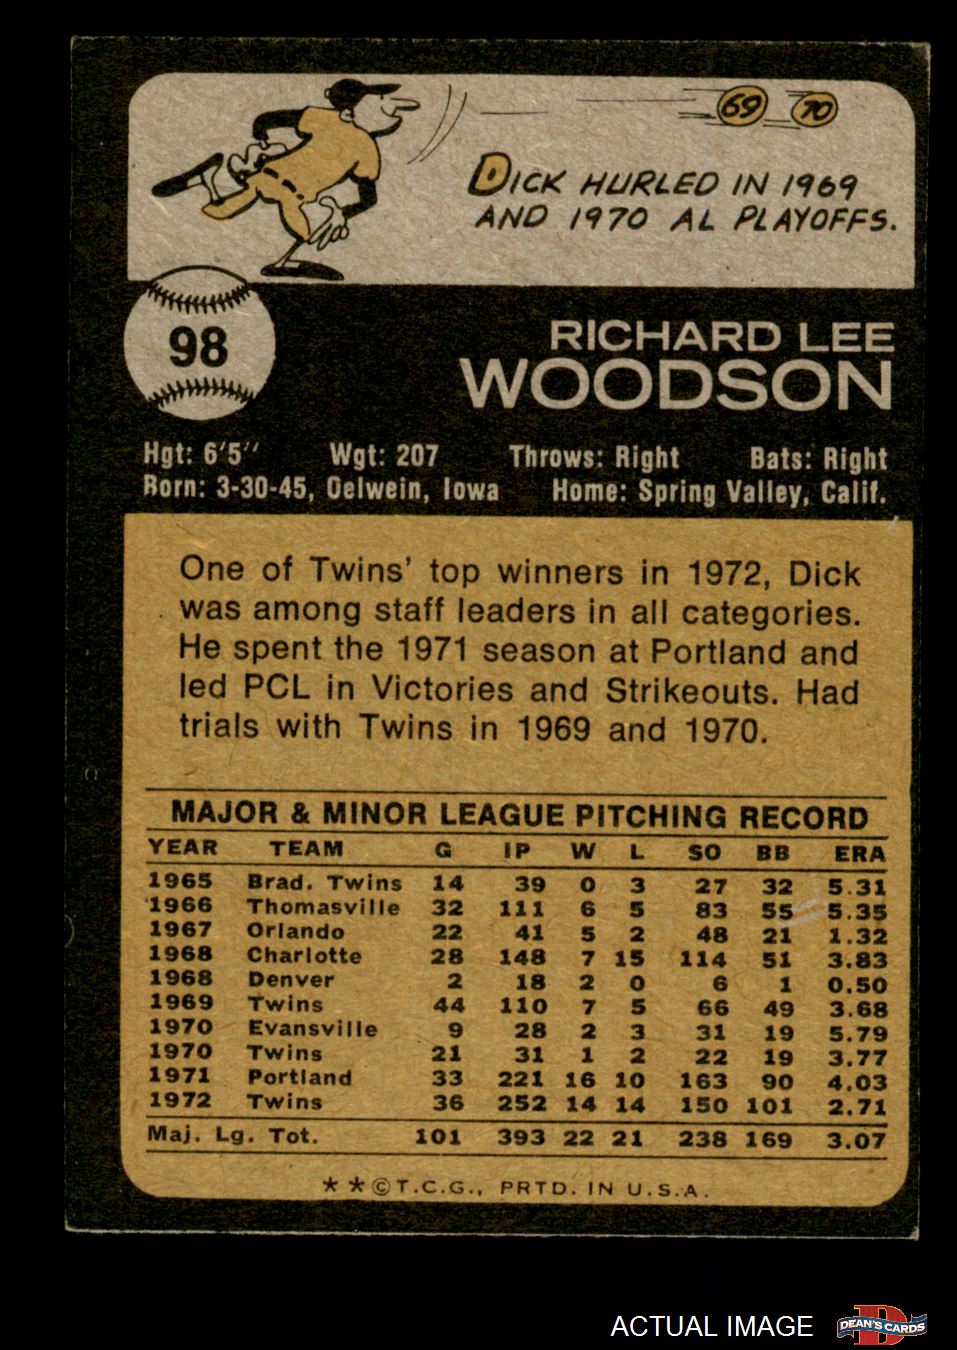 69 70
DICK HURLED IN 1969
AND 1970 AL PLAYOFFS.
98
RICHARD LEE
WOODSON
Hgt: 6'5" Wgt: 207 Throws: Right Bats: Right
Born: 3-30-45, Oelwein, Iowa Home: Spring Valley, Calif.
One of Twins' top winners in 1972, Dick
was among staff leaders in all categories.
He spent the 1971 season at Portland and
led PCL in Victories and Strikeouts. Had
trials with Twins in 1969 and 1970.
MAJOR & MINOR LEAGUE PITCHING RECORD
YEAR TEAM G IP W L SO BB ERA
1965 Brad. Twins 14 39 0 3 27 32 5.31
1966 Thomasville 32 111 6 5 83 55 5.35
1967 Orlando 22 41 5 2 48 21 1.32
1968 Charlotte 28 148 7 15 114 51 3.83
1968 Denver 2 18 2 0 6 1 0.50
1969 Twins 44 110 7 5 66 49 3.68
1970 Evansville 9 28 2 3 31 19 5.79
1970 Twins 21 31 1 2 22 19 3.77
1971 Portland 33 221 16 10 163 90 4.03
1972 Twins 36 252 14 14 150 101 2.71
Maj. Lg. Tot. 101 393 22 21 238 169 3.07
★★©T.C.G., PRTD. IN U.S.A.
ACTUAL IMAGE
D
DEAN'S CARDS